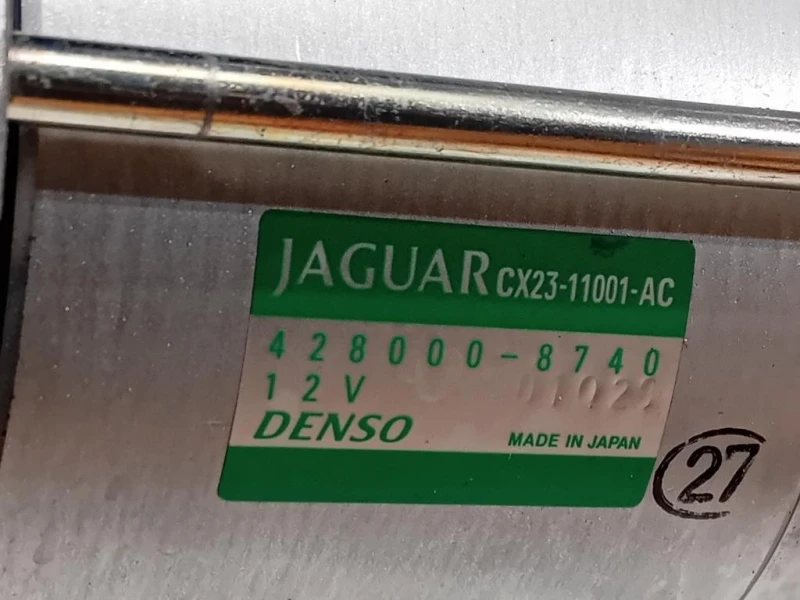 JAGUAR CX23-11001-AC
428000-8740
12V
DENSO MADE IN JAPAN
27